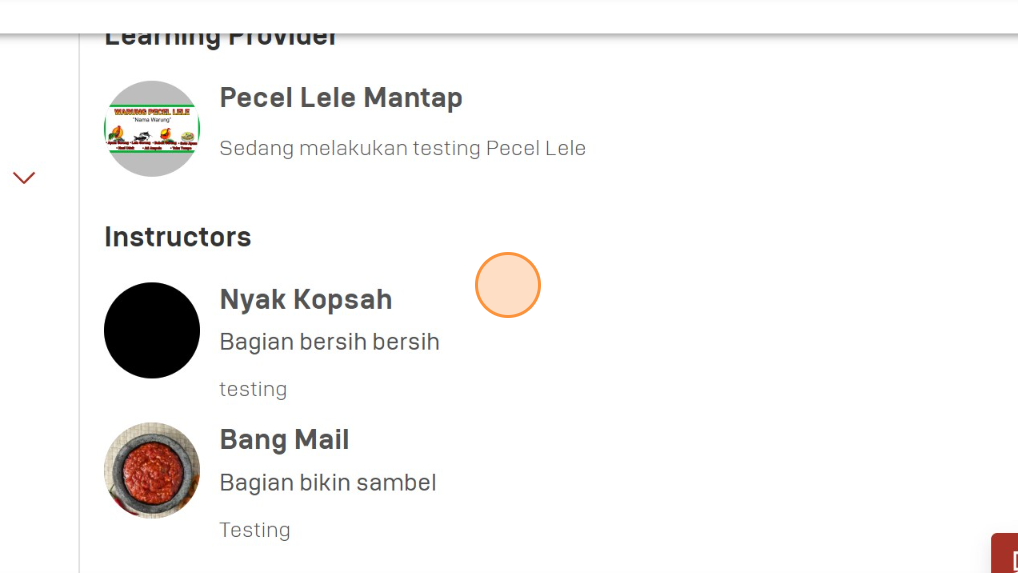 Learning Provider
Pecel Lele Mantap
WARUNG PECEL LELE
"Nama Warung"
Sedang melakukan testing Pecel Lele
Instructors
Nyak Kopsah
Bagian bersih bersih
testing
Bang Mail
Bagian bikin sambel
Testing